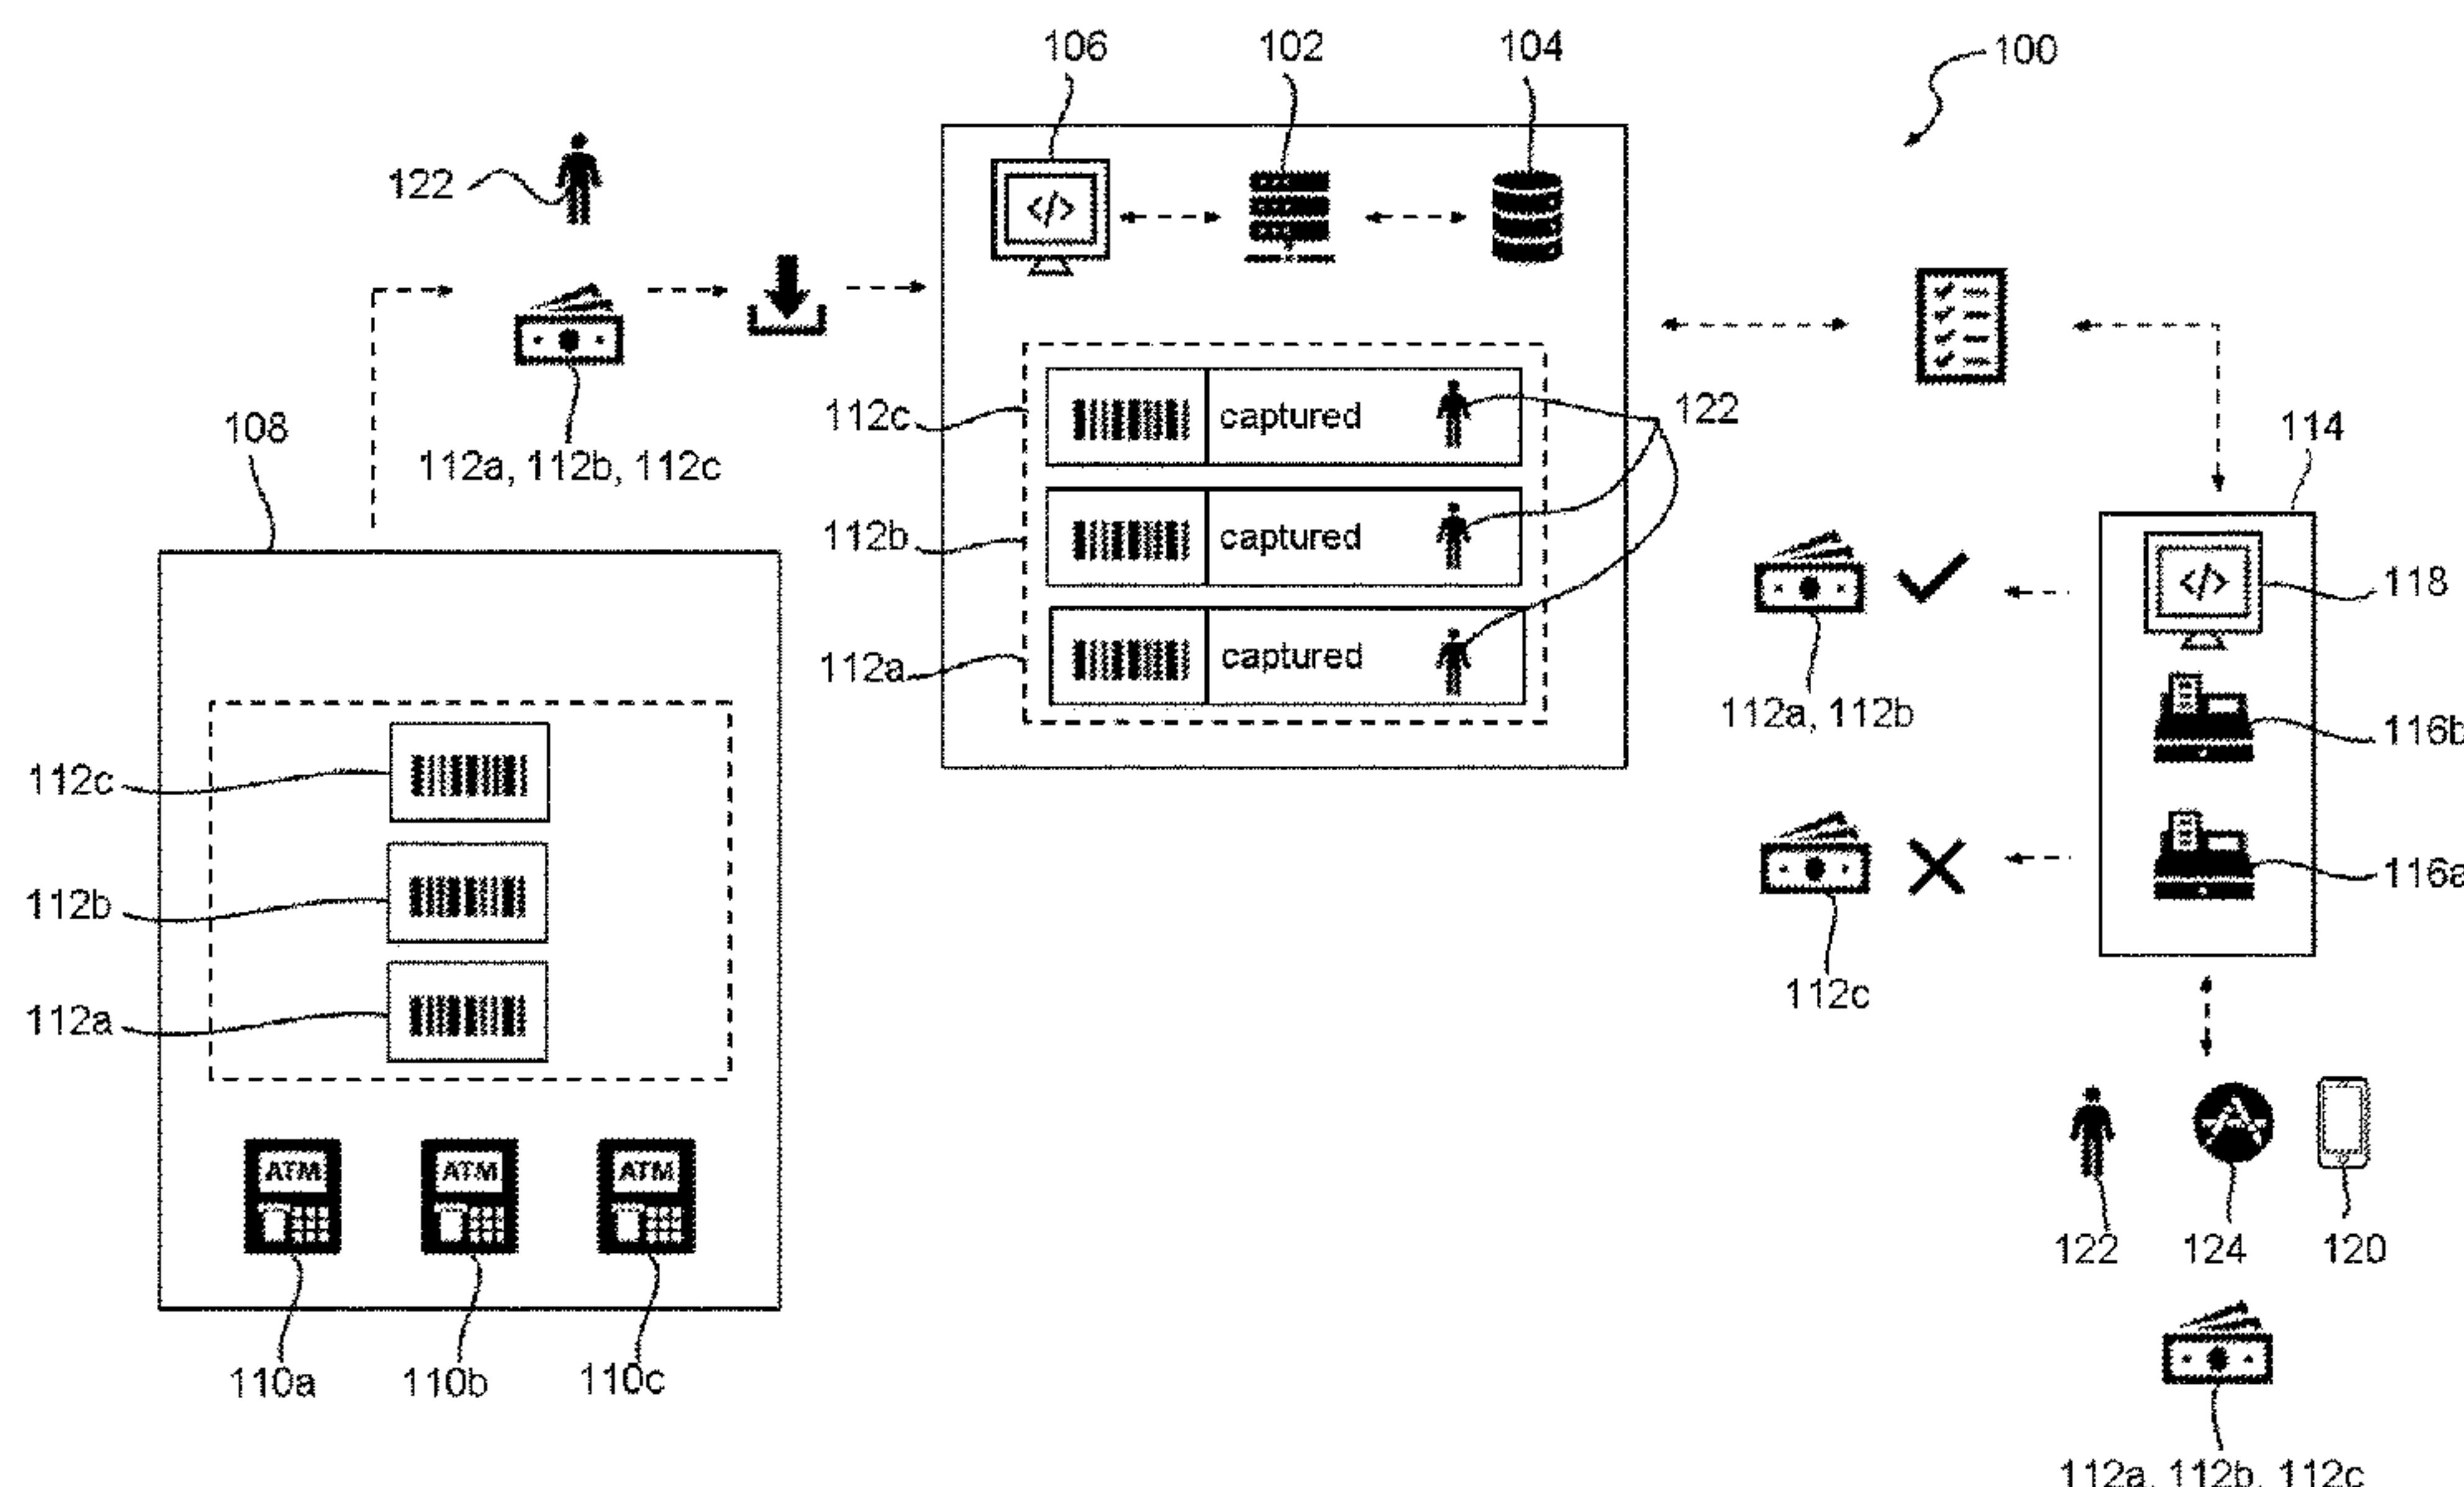 106
102
104
100
122
</>
112c
captured
122
108
112a, 112b, 112c
114
112b
captured
</>
118
112a
captured
112a, 112b
116b
112c
116a
112b
112c
112a
ATM
ATM
ATM
122
124
120
110a
110b
110c
112a, 112b, 112c